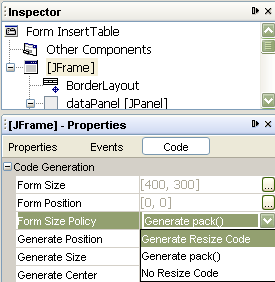 Inspector
Form InsertTable
Other Components
[JFrame]
BorderLayout
dataPanel [JPanel]
[JFrame] - Properties
Properties Events Code
Code Generation
Form Size [400, 300] ...
Form Position [0, 0] ...
Form Size Policy Generate pack()
Generate Position Generate Resize Code
Generate Size Generate pack()
Generate Center No Resize Code